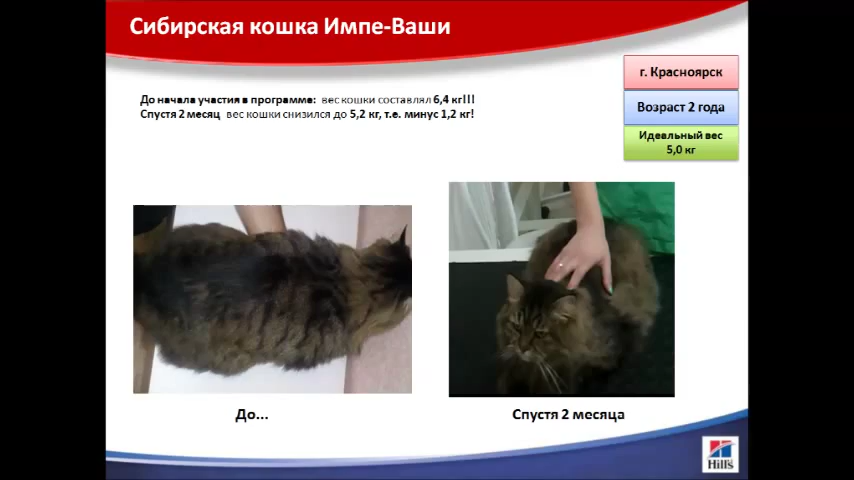 Сибирская кошка Импе-Ваши
г. Красноярск
Возраст 2 года
Идеальный вес
5,0 кг
До начала участия в программе: вес кошки составлял 6,4 кг!!!
Спустя 2 месяц вес кошки снизился до 5,2 кг, т.е. минус 1,2 кг!
До...
Спустя 2 месяца
Hill's